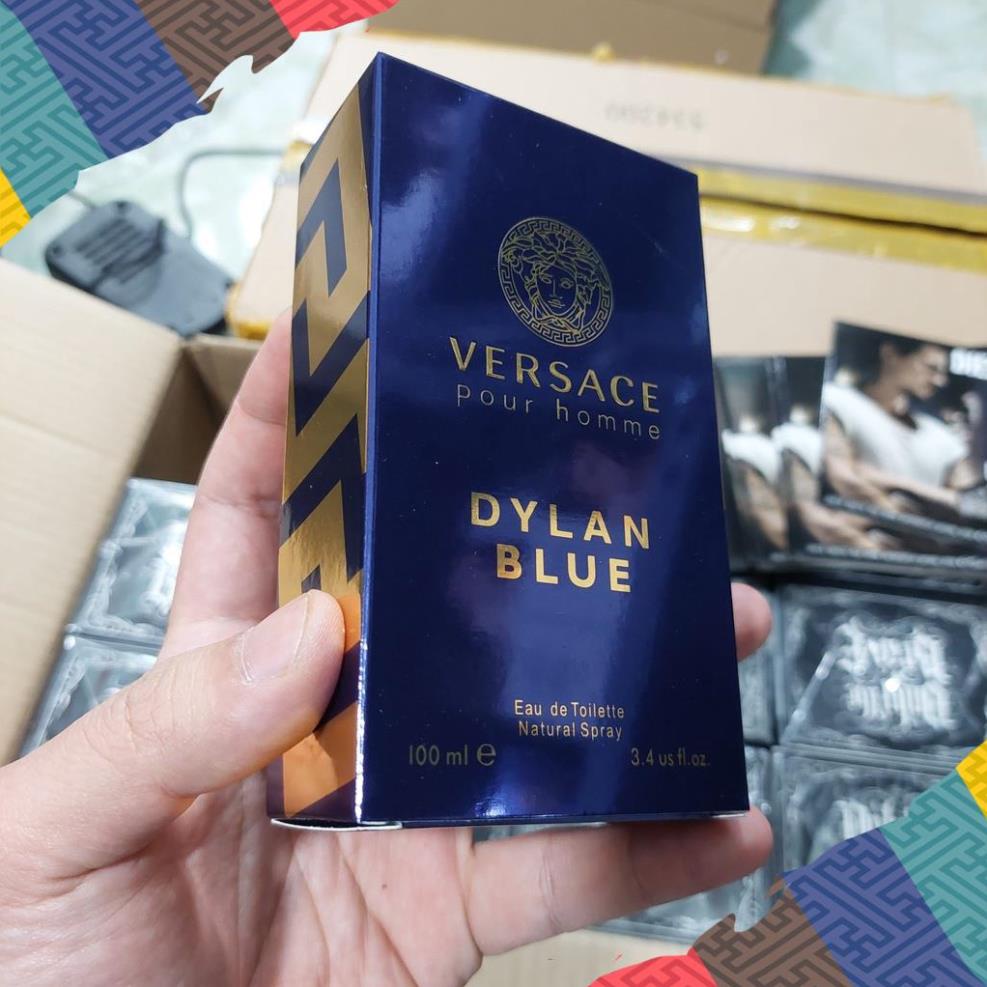 VERSACE
pour homme
DYLAN
BLUE
Eau de Toilette
Natural Spray
100 ml e
3.4 us fl.oz.